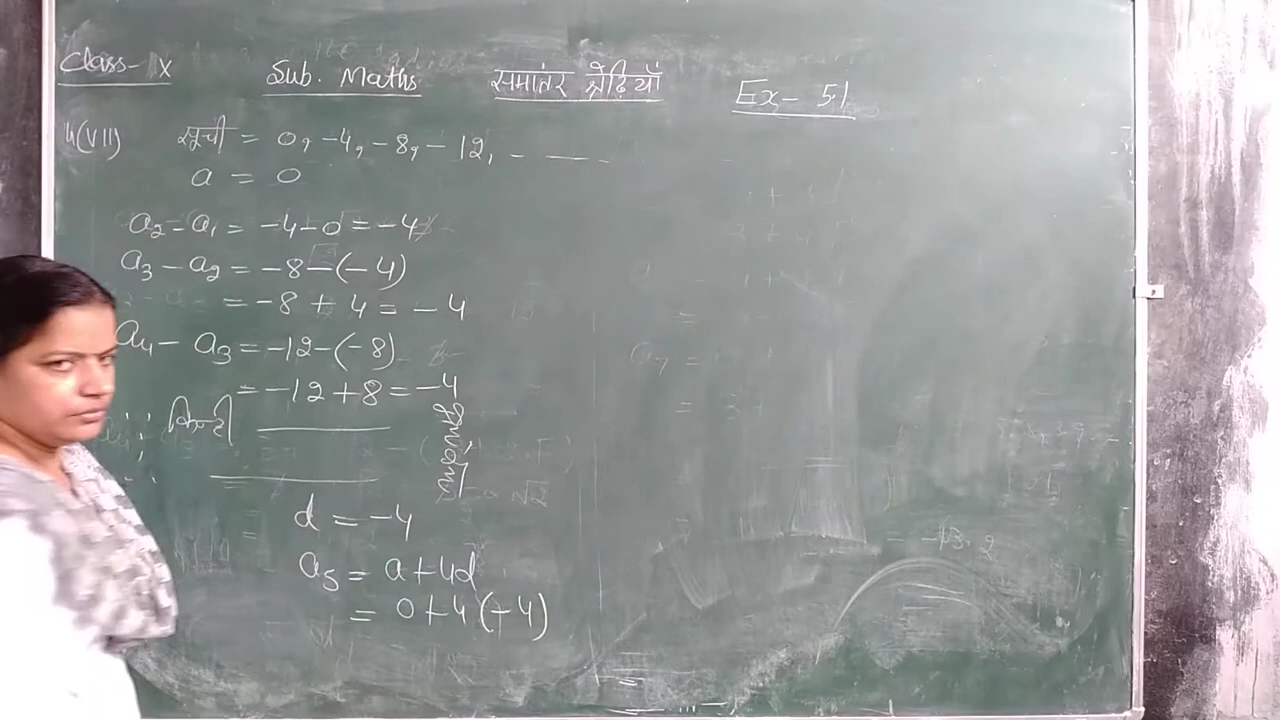 Class- X Sub. Maths समांतर श्रेढ़ियाँ Ex- 5.1
4(VII) सूची = 0, -4, -8, -12, - - -
a = 0
a₂ - a₁ = -4-0 = -4
a₃ - a₂ = -8-(-4)
= -8 + 4 = -4
a₄ - a₃ = -12-(-8)
= -12+8 = -4
d = -4
a₅ = a+4d
= 0+4(-4)